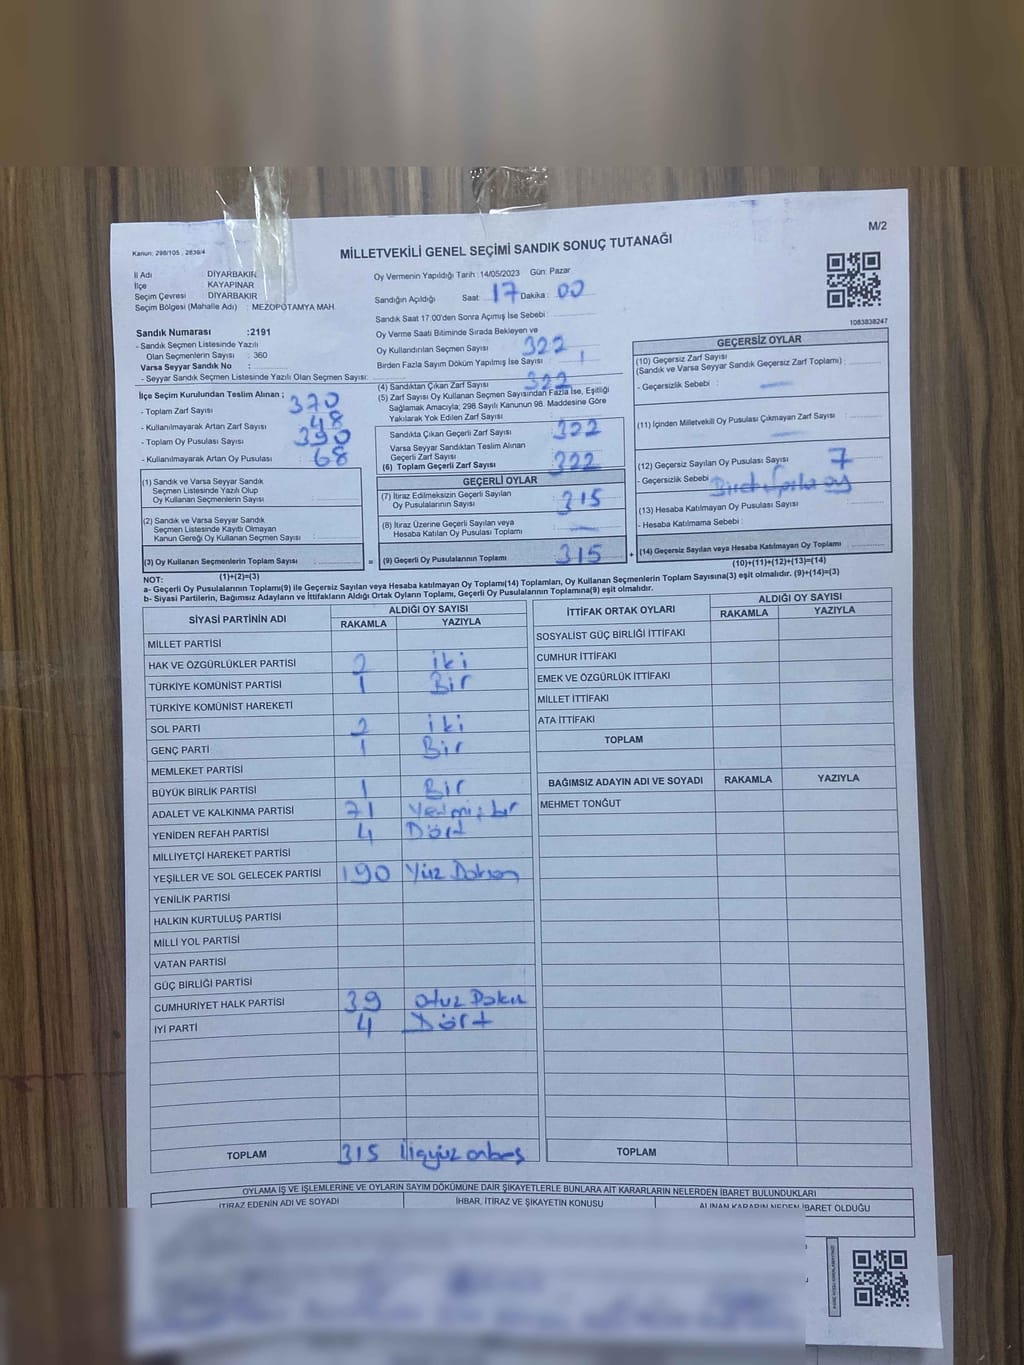 M/2
Kanun: 298/105 , 2839/4
MİLLETVEKİLİ GENEL SEÇİMİ SANDIK SONUÇ TUTANAĞI
İl Adı DİYARBAKIR
İlçe KAYAPINAR
Seçim Çevresi DİYARBAKIR
Seçim Bölgesi (Mahalle Adı) : MEZOPOTAMYA MAH.
Sandık Numarası :2191
- Sandık Seçmen Listesinde Yazılı
Olan Seçmenlerin Sayısı : 360
Varsa Seyyar Sandık No :
- Seyyar Sandık Seçmen Listesinde Yazılı Olan Seçmen Sayısı:
İlçe Seçim Kurulundan Teslim Alınan ;
- Toplam Zarf Sayısı 370
- Kullanılmayarak Artan Zarf Sayısı 48
- Toplam Oy Pusulası Sayısı 390
- Kullanılmayarak Artan Oy Pusulası : 68
(1) Sandık ve Varsa Seyyar Sandık
Seçmen Listesinde Yazılı Olup
Oy Kullanan Seçmenlerin Sayısı
(2) Sandık ve Varsa Seyyar Sandık
Seçmen Listesinde Kayıtlı Olmayan
Kanun Gereği Oy Kullanan Seçmen Sayısı :
(3) Oy Kullanan Seçmenlerin Toplam Sayısı =
(1)+(2)=(3)
Oy Vermenin Yapıldığı Tarih : 14/05/2023 Gün: Pazar
Sandığın Açıldığı Saat: 17 Dakika : 00
Sandık Saat 17:00'den Sonra Açımış İse Sebebi :
Oy Verme Saati Bitiminde Sırada Bekleyen ve
Oy Kullandırılan Seçmen Sayısı 322
Birden Fazla Sayım Döküm Yapılmış İse Sayısı :
(4) Sandıktan Çıkan Zarf Sayısı 322
(5) Zarf Sayısı Oy Kullanan Seçmen Sayısından Fazla İse, Eşitliği
Sağlamak Amacıyla; 298 Sayılı Kanunun 98. Maddesine Göre
Yakılarak Yok Edilen Zarf Sayısı :
Sandıkta Çıkan Geçerli Zarf Sayısı 322
Varsa Seyyar Sandıktan Teslim Alınan
Geçerli Zarf Sayısı
(6) Toplam Geçerli Zarf Sayısı 322
GEÇERLİ OYLAR
(7) İtiraz Edilmeksizin Geçerli Sayılan
Oy Pusulalarının Sayısı 315
(8) İtiraz Üzerine Geçerli Sayılan veya
Hesaba Katılan Oy Pusulası Toplamı
(9) Geçerli Oy Pusulalarının Toplamı 315 +
1083838247
GEÇERSİZ OYLAR
(10) Geçersiz Zarf Sayısı
(Sandık ve Varsa Seyyar Sandık Geçersiz Zarf Toplamı) :
- Geçersizlik Sebebi :
(11) İçinden Milletvekili Oy Pusulası Çıkmayan Zarf Sayısı
(12) Geçersiz Sayılan Oy Pusulası Sayısı 7
- Geçersizlik Sebebi
(13) Hesaba Katılmayan Oy Pusulası Sayısı
- Hesaba Katılmama Sebebi :
(14) Geçersiz Sayılan veya Hesaba Katılmayan Oy Toplamı
(10)+(11)+(12)+(13)=(14)
NOT:
a- Geçerli Oy Pusulalarının Toplamı(9) ile Geçersiz Sayılan veya Hesaba katılmayan Oy Toplamı(14) Toplamları, Oy Kullanan Seçmenlerin Toplam Sayısına(3) eşit olmalıdır. (9)+(14)=(3)
b- Siyasi Partilerin, Bağımsız Adayların ve İttifakların Aldığı Ortak Oyların Toplamı, Geçerli Oy Pusulalarının Toplamına(9) eşit olmalıdır.
SİYASİ PARTİNİN ADI ALDIĞI OY SAYISI
RAKAMLA YAZIYLA
MİLLET PARTİSİ
HAK VE ÖZGÜRLÜKLER PARTİSİ 2 iki
TÜRKİYE KOMÜNİST PARTİSİ 1 Bir
TÜRKİYE KOMÜNİST HAREKETİ
SOL PARTİ 2 iki
GENÇ PARTİ 1 Bir
MEMLEKET PARTİSİ
BÜYÜK BİRLİK PARTİSİ 1 Bir
ADALET VE KALKINMA PARTİSİ 71 Yetmiş bir
YENİDEN REFAH PARTİSİ 4 Dört
MİLLİYETÇİ HAREKET PARTİSİ
YEŞİLLER VE SOL GELECEK PARTİSİ 190 Yüz Doksan
YENİLİK PARTİSİ
HALKIN KURTULUŞ PARTİSİ
MİLLİ YOL PARTİSİ
VATAN PARTİSİ
GÜÇ BİRLİĞİ PARTİSİ
CUMHURİYET HALK PARTİSİ 39 Otuz Dokuz
İYİ PARTİ 4 Dört
TOPLAM 315 Üçyüz onbeş
İTTİFAK ORTAK OYLARI ALDIĞI OY SAYISI
RAKAMLA YAZIYLA
SOSYALİST GÜÇ BİRLİĞİ İTTİFAKI
CUMHUR İTTİFAKI
EMEK VE ÖZGÜRLÜK İTTİFAKI
MİLLET İTTİFAKI
ATA İTTİFAKI
TOPLAM
BAĞIMSIZ ADAYIN ADI VE SOYADI RAKAMLA YAZIYLA
MEHMET TONĞUT
TOPLAM
OYLAMA İŞ VE İŞLEMLERİNE VE OYLARIN SAYIM DÖKÜMÜNE DAİR ŞİKAYETLERLE BUNLARA AİT KARARLARIN NELERDEN İBARET BULUNDUKLARI
İTİRAZ EDENİN ADI VE SOYADI İHBAR, İTİRAZ VE ŞİKAYETİN KONUSU ALINAN KARARIN NEDEN İBARET OLDUĞU